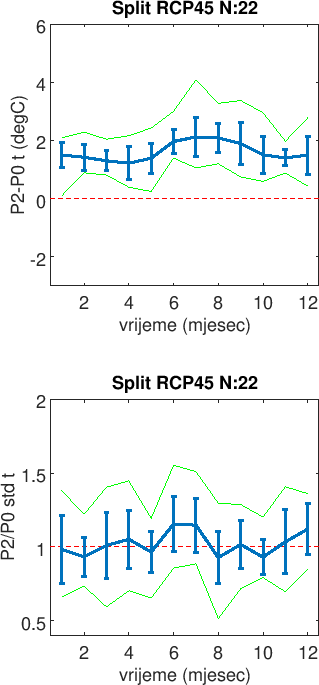 Split RCP45 N:22
6
4
2
0
-2
P2-P0 t (degC)
2 4 6 8 10 12
vrijeme (mjesec)
Split RCP45 N:22
2
1.5
1
0.5
P2/P0 std t
2 4 6 8 10 12
vrijeme (mjesec)